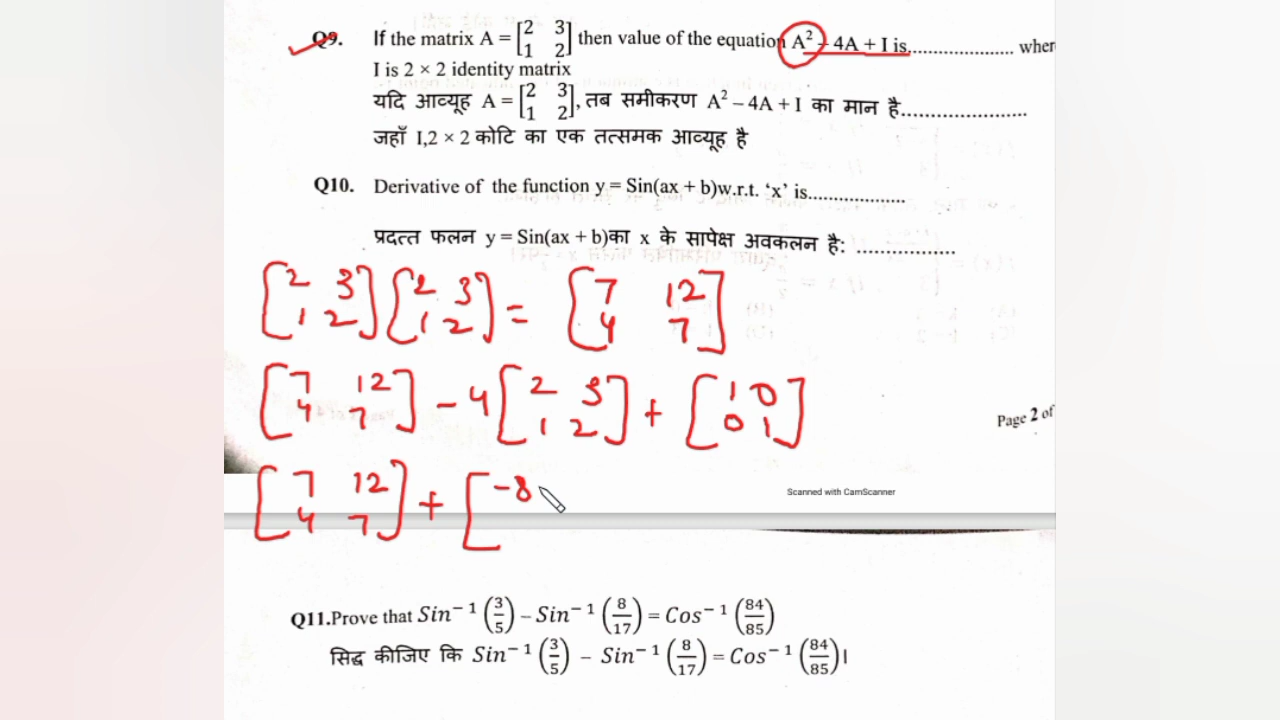 Q9. If the matrix A = [2 3 1 2] then value of the equation A² – 4A + I is.................... wher
I is 2 × 2 identity matrix
यदि आव्यूह A = [2 3 1 2], तब समीकरण A² – 4A + I का मान है.......................
जहाँ I,2 × 2 कोटि का एक तत्समक आव्यूह है
Q10. Derivative of the function y = Sin(ax + b)w.r.t. ‘x’ is...................
प्रदत्त फलन y = Sin(ax + b)का x के सापेक्ष अवकलन है: ..................
[2 3 1 2] [2 3 1 2] = [7 12 4 7]
[7 12 4 7] – 4 [2 3 1 2] + [1 0 0 1]
Page 2 of
[7 12 4 7] + [-8
Scanned with CamScanner
Q11.Prove that Sin⁻¹ (3/5) – Sin⁻¹ (8/17) = Cos⁻¹ (84/85)
सिद्ध कीजिए कि Sin⁻¹ (3/5) – Sin⁻¹ (8/17) = Cos⁻¹ (84/85)।